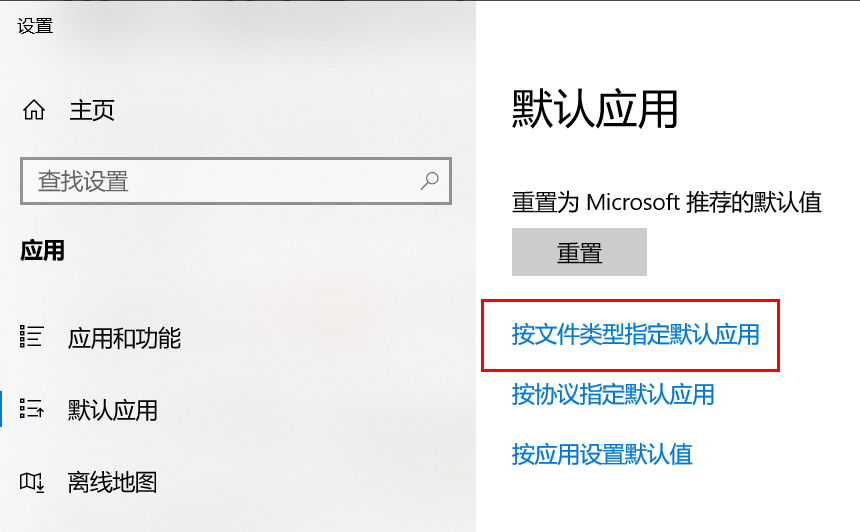 设置
主页
查找设置
应用
应用和功能
默认应用
离线地图
默认应用
重置为 Microsoft 推荐的默认值
重置
按文件类型指定默认应用
按协议指定默认应用
按应用设置默认值